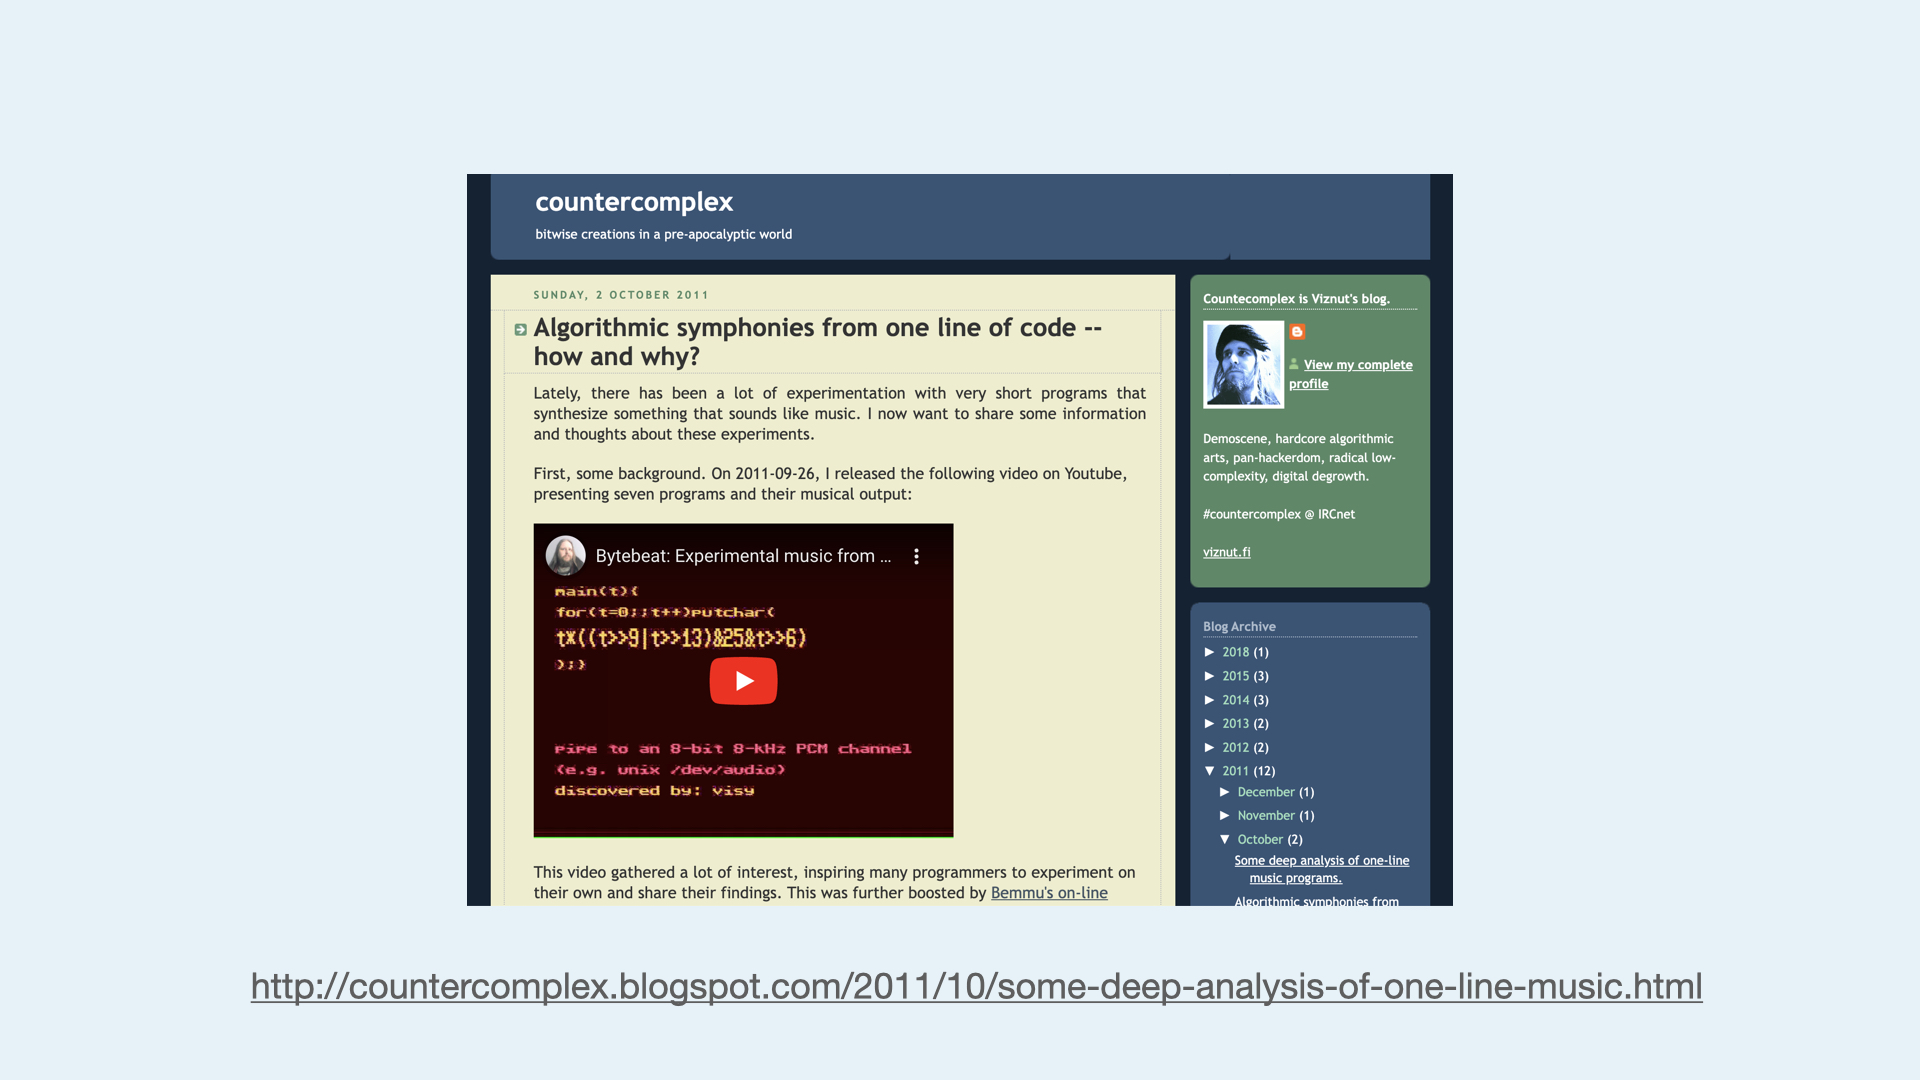 countercomplex
bitwise creations in a pre-apocalyptic world
SUNDAY, 2 OCTOBER 2011
Algorithmic symphonies from one line of code --
how and why?
Lately, there has been a lot of experimentation with very short programs that
synthesize something that sounds like music. I now want to share some information
and thoughts about these experiments.
First, some background. On 2011-09-26, I released the following video on Youtube,
presenting seven programs and their musical output:
Bytebeat: Experimental music from ...
main(t){
for(t=0;;t++)putchar(
t*((t>>9|t>>13)&25&t>>6)
);}
Pipe to an 8-bit 8-kHz PCM channel
(e.g. unix /dev/audio)
discovered by: visy
This video gathered a lot of interest, inspiring many programmers to experiment on
their own and share their findings. This was further boosted by Bemmu's on-line
Countecomplex is Viznut's blog.
View my complete
profile
Demoscene, hardcore algorithmic
arts, pan-hackerdom, radical low-
complexity, digital degrowth.
#countercomplex @ IRCnet
viznut.fi
Blog Archive
► 2018 (1)
► 2015 (3)
► 2014 (3)
► 2013 (2)
► 2012 (2)
▼ 2011 (12)
► December (1)
► November (1)
▼ October (2)
Some deep analysis of one-line
music programs.
Algorithmic symphonies from
http://countercomplex.blogspot.com/2011/10/some-deep-analysis-of-one-line-music.html